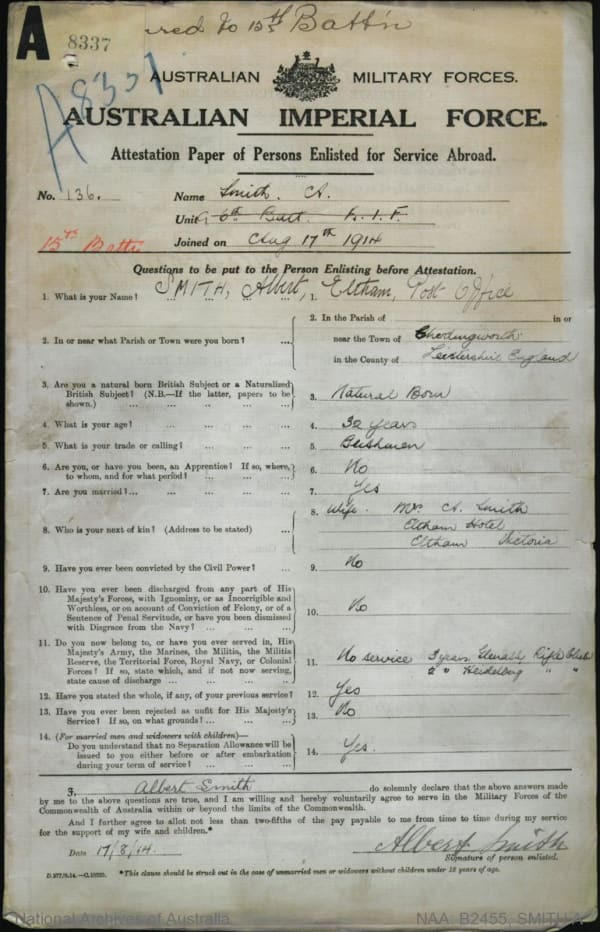 A
8337
red to 15th Batt'n
A8337
AUSTRALIAN MILITARY FORCES.
AUSTRALIAN IMPERIAL FORCE.
Attestation Paper of Persons Enlisted for Service Abroad.
No. 136. Name Smith. A.
Unit 6th Batt. A. I. F.
15th Battn Joined on Aug 17th 1914
Questions to be put to the Person Enlisting before Attestation.
1. What is your Name? ... ... ... 1. SMITH, Albert, Eltham, Post Office
2. In or near what Parish or Town were you born? ... 2. In the Parish of in or
near the Town of
in the County of England
3. Are you a natural born British Subject or a Naturalized
British Subject? (N.B.—If the latter, papers to be
shown.) ... ... ... ... 3. Natural Born
4. What is your age? ... ... ... ... 4. 32 years
5. What is your trade or calling? ... ... ... 5. Bushman
6. Are you, or have you been, an Apprentice? If so, where,
to whom, and for what period? ... ... ... 6. No
7. Are you married? ... ... ... ... ... 7. Yes
8. Who is your next of kin? (Address to be stated) ... 8. Wife. Mrs A. Smith
Eltham Hotel
Eltham Victoria
9. Have you ever been convicted by the Civil Power? ... 9. No
10. Have you ever been discharged from any part of His
Majesty's Forces, with Ignominy, or as Incorrigible and
Worthless, or on account of Conviction of Felony, or of a
Sentence of Penal Servitude, or have you been dismissed
with Disgrace from the Navy? ... ... ... 10. No
11. Do you now belong to, or have you ever served in, His
Majesty's Army, the Marines, the Militia, the Militia
Reserve, the Territorial Force, Royal Navy, or Colonial
Forces? If so, state which, and if not now serving,
state cause of discharge ... ... ... 11. No service 3 years Rifle Club
2 " Heidelberg " "
12. Have you stated the whole, if any, of your previous service? 12. Yes
13. Have you ever been rejected as unfit for His Majesty's
Service? If so, on what grounds? ... ... ... 13. No
14. (For married men and widowers with children)—
Do you understand that no Separation Allowance will be
issued to you either before or after embarkation
during your term of service? ... ... 14. Yes.
I, Albert Smith do solemnly declare that the above answers made
by me to the above questions are true, and I am willing and hereby voluntarily agree to serve in the Military Forces of the
Commonwealth of Australia within or beyond the limits of the Commonwealth.
And I further agree to allot not less than two-fifths of the pay payable to me from time to time during my service
for the support of my wife and children.*
Date 17/8/14. Albert Smith
Signature of person enlisted.
*This clause should struck out in the case of unmarried men or widowers without children under 18 years of age.
National Archives of Australia NAA: B2455, SMITH A